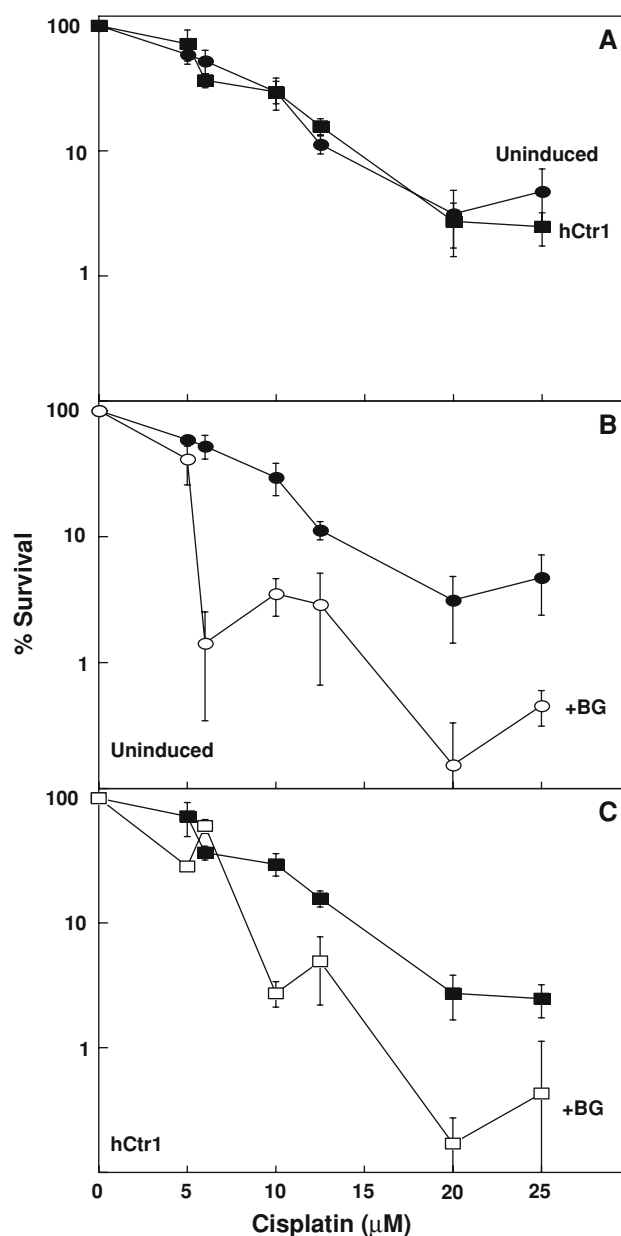 100
A
10
Uninduced
hCtr1
1
100
B
10
1
+BG
Uninduced
% Survival
100
C
10
1
+BG
hCtr1
0 5 10 15 20 25
Cisplatin (μM)